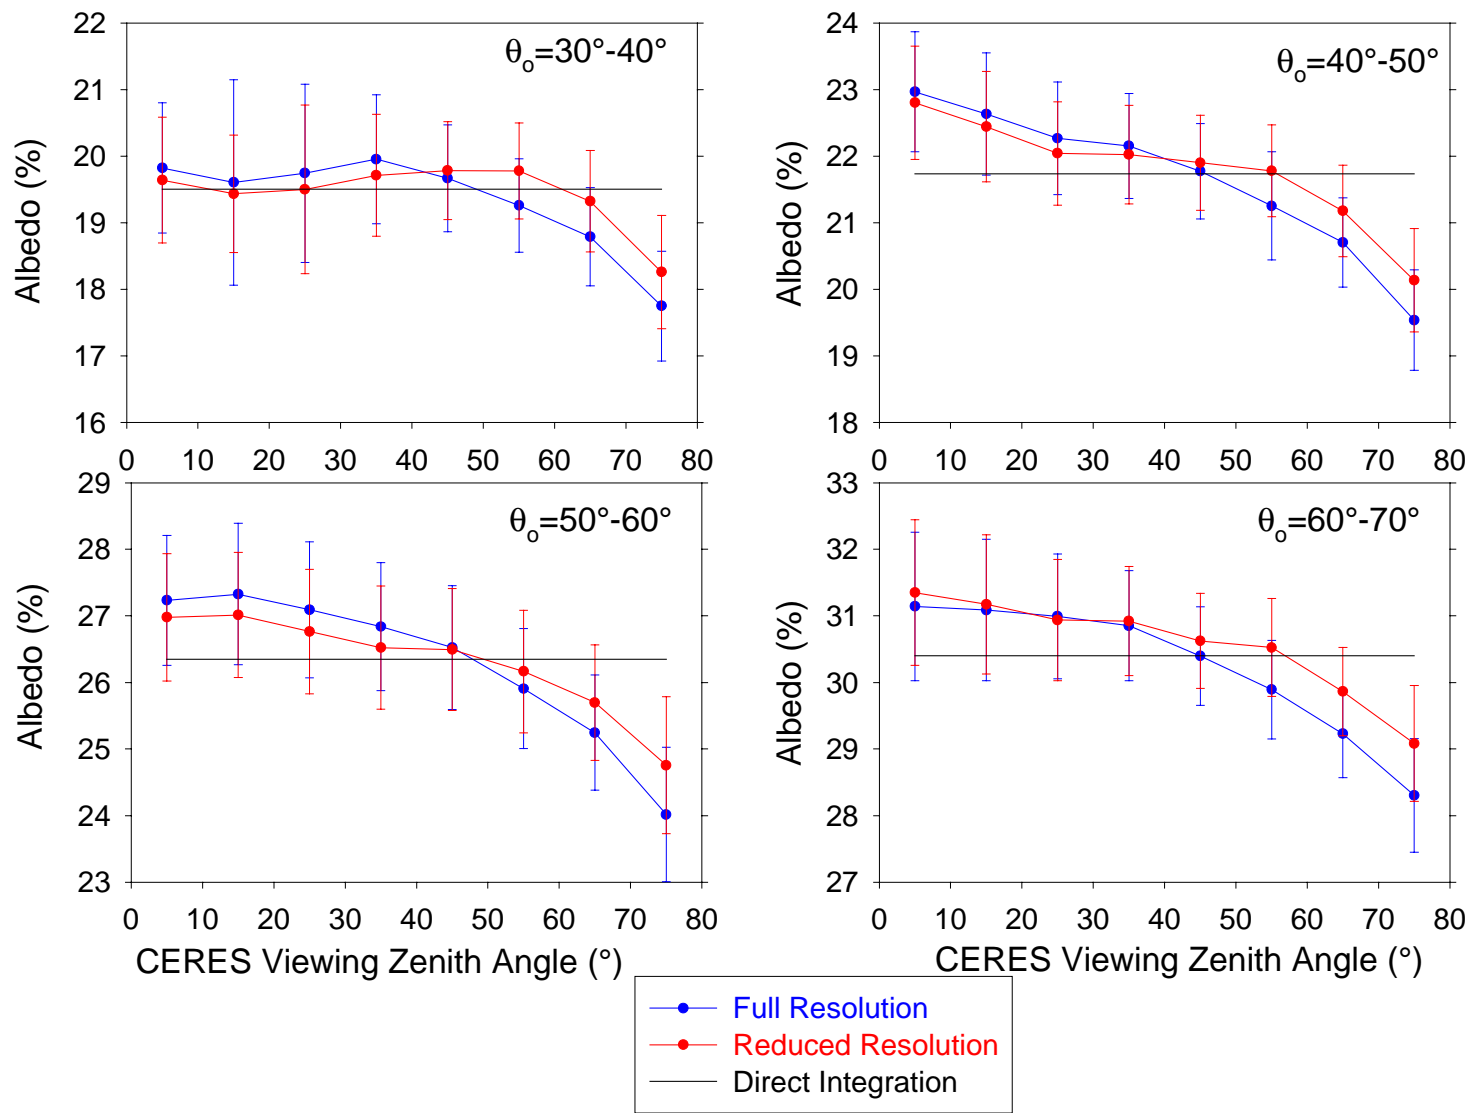 22
21
20
19
18
17
16
Albedo (%)
θo=30°-40°
0 10 20 30 40 50 60 70 80
24
23
22
21
20
19
18
Albedo (%)
θo=40°-50°
0 10 20 30 40 50 60 70 80
29
28
27
26
25
24
23
Albedo (%)
θo=50°-60°
0 10 20 30 40 50 60 70 80
CERES Viewing Zenith Angle (°)
33
32
31
30
29
28
27
Albedo (%)
θo=60°-70°
0 10 20 30 40 50 60 70 80
CERES Viewing Zenith Angle (°)
Full Resolution
Reduced Resolution
Direct Integration